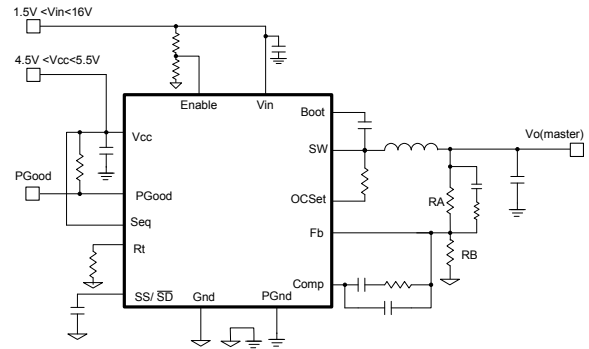 1.5V <Vin<16V
4.5V <Vcc<5.5V
Enable Vin
Boot
Vcc
SW
Vo(master)
PGood
PGood
OCSet
RA
Seq
Fb
Rt
RB
Comp
SS/ SD Gnd PGnd